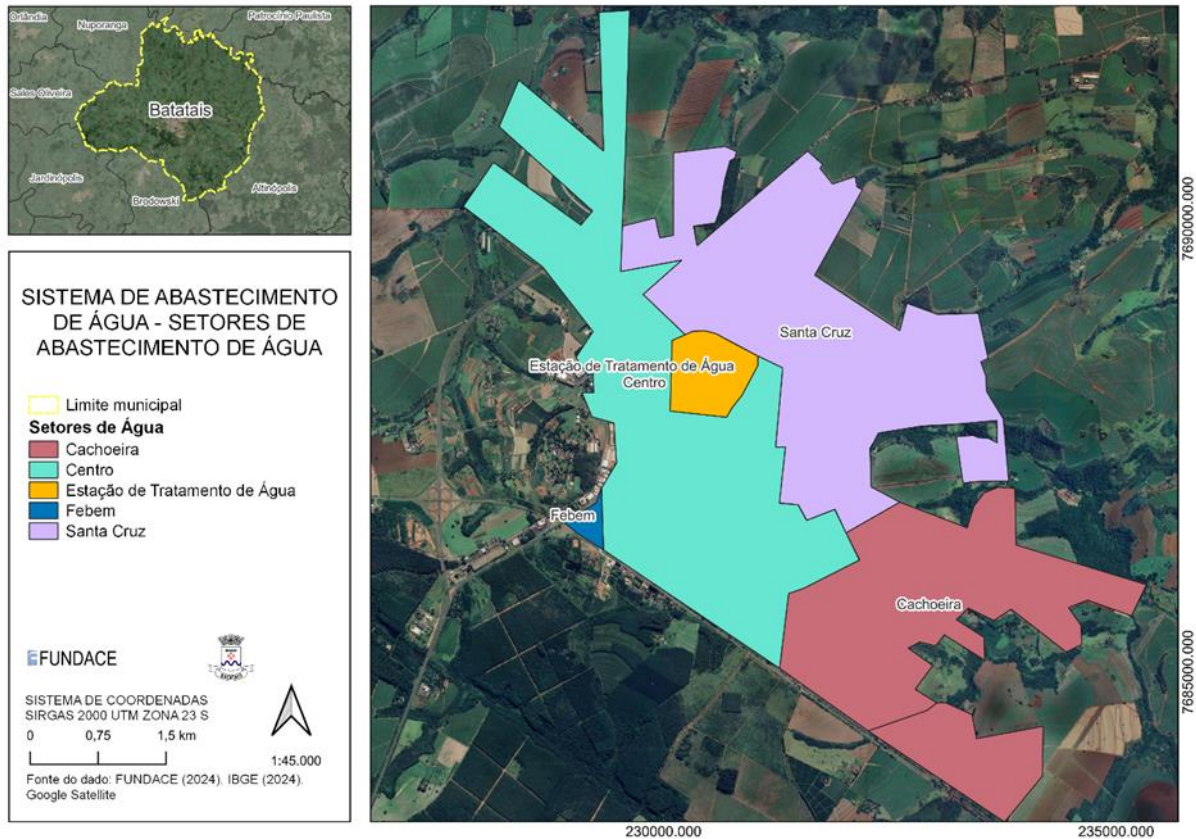 Orlândia
Nuporanga
Patrocínio Paulista
Sales Oliveira
Batatais
Jardinópolis
Brodowski
Altinópolis
SISTEMA DE ABASTECIMENTO
DE ÁGUA - SETORES DE
ABASTECIMENTO DE ÁGUA
Limite municipal
Setores de Água
Cachoeira
Centro
Estação de Tratamento de Água
Febem
Santa Cruz
FUNDACE
SISTEMA DE COORDENADAS
SIRGAS 2000 UTM ZONA 23 S
0 0,75 1,5 km
1:45.000
Fonte do dado: FUNDACE (2024). IBGE (2024).
Google Satellite
Santa Cruz
Estação de Tratamento de Água
Centro
Febem
Cachoeira
7690000.000
7685000.000
230000.000
235000.000